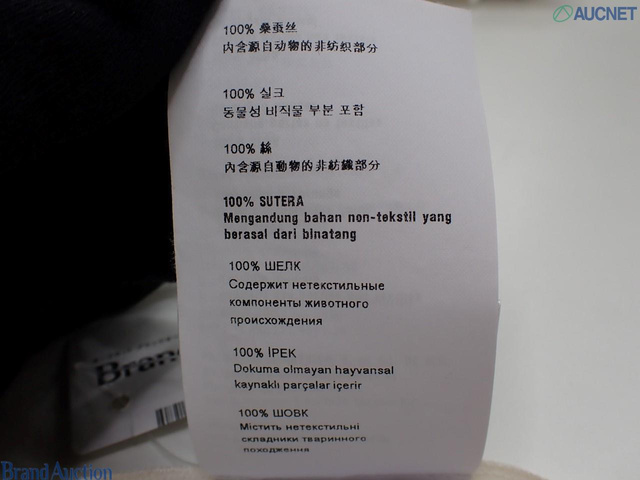 AUCNET
100% 桑蚕丝
内含源自动物的非纺织部分
100% 실크
동물성 비직물 부분 포함
100% 絲
內含源自動物的非紡織部分
100% SUTERA
Mengandung bahan non-tekstil yang
berasal dari binatang
100% ШЕЛК
Содержит нетекстильные
компоненты животного
происхождения
100% İPEK
Dokuma olmayan hayvansal
kaynaklı parçalar içerir
100% ШОВК
Містить нетекстильні
складники тваринного
походження
Brand Auction